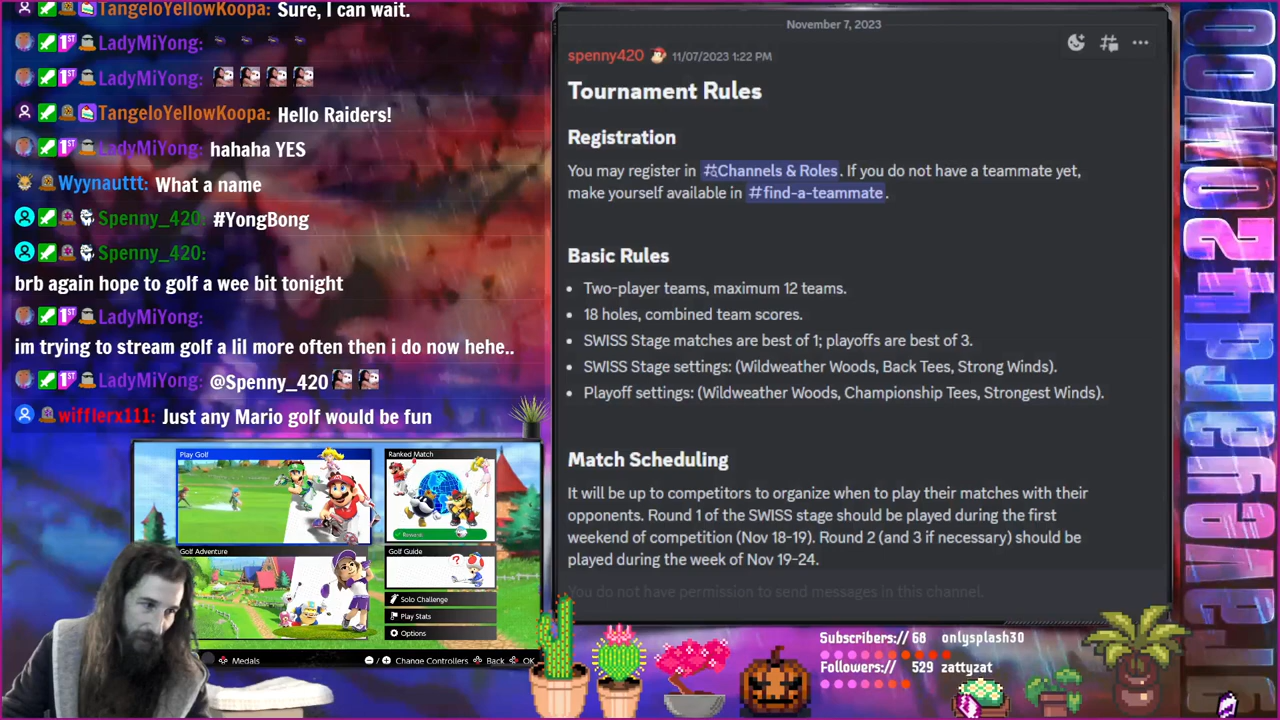 TangeloYellowKoopa: Sure, I can wait.
LadyMiYong:
LadyMiYong:
TangeloYellowKoopa: Hello Raiders!
LadyMiYong: hahaha YES
Wyynauttt: What a name
Spenny_420: #YongBong
Spenny_420:
brb again hope to golf a wee bit tonight
LadyMiYong:
im trying to stream golf a lil more often then i do now hehe..
LadyMiYong: @Spenny_420
wifflerx111: Just any Mario golf would be fun
Play Golf
Ranked Match
Golf Adventure
Golf Guide
Solo Challenge
Play Stats
Options
Medals
Change Controllers
Back
OK
November 7, 2023
spenny420 11/07/2023 1:22 PM
Tournament Rules
Registration
You may register in Channels & Roles. If you do not have a teammate yet,
make yourself available in #find-a-teammate.
Basic Rules
• Two-player teams, maximum 12 teams.
• 18 holes, combined team scores.
• SWISS Stage matches are best of 1; playoffs are best of 3.
• SWISS Stage settings: (Wildweather Woods, Back Tees, Strong Winds).
• Playoff settings: (Wildweather Woods, Championship Tees, Strongest Winds).
Match Scheduling
It will be up to competitors to organize when to play their matches with their
opponents. Round 1 of the SWISS stage should be played during the first
weekend of competition (Nov 18-19). Round 2 (and 3 if necessary) should be
played during the week of Nov 19-24.
You do not have permission to send messages in this channel.
Subscribers:// 68 onlysplash30
Followers:// 529 zattyzat